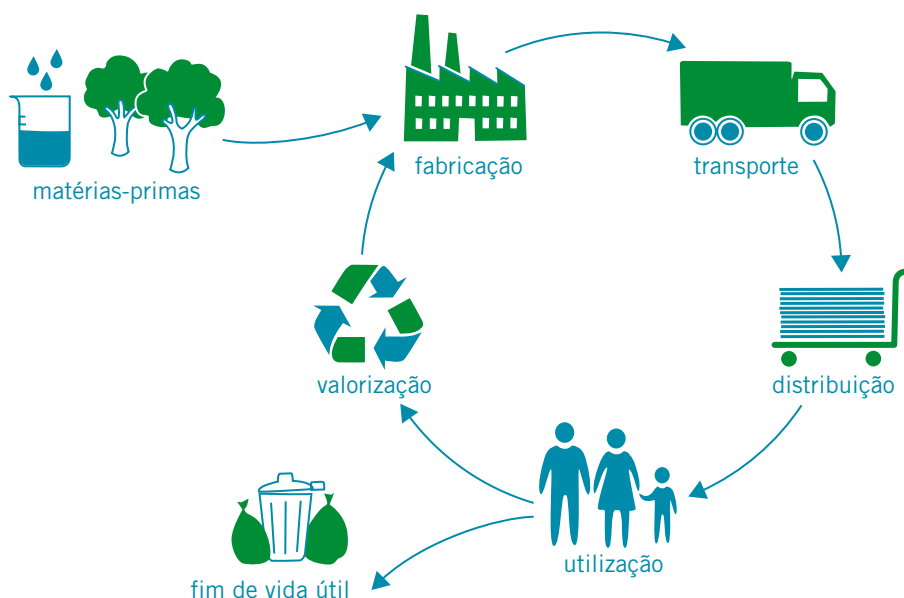 matérias-primas
fabricação
transporte
distribuição
utilização
valorização
fim de vida útil